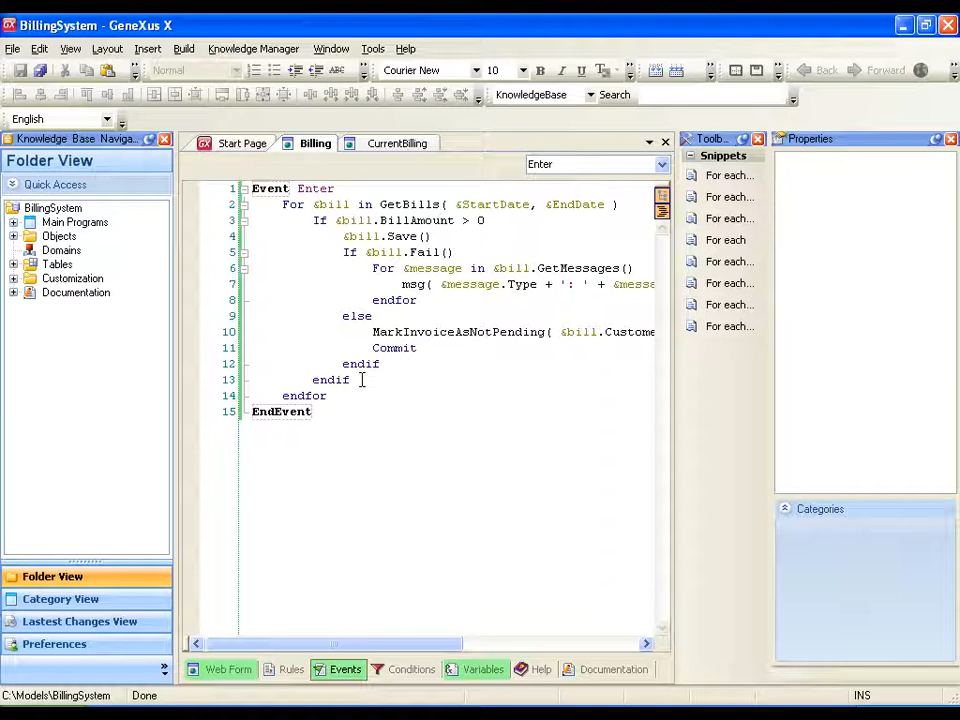 BillingSystem - GeneXus X
File Edit View Layout Insert Build Knowledge Manager Window Tools Help
Normal ABC Courier New 10 B I U T Back Forward
KnowledgeBase Search
English
Knowledge Base Naviga...
Folder View
Quick Access
BillingSystem
Main Programs
Objects
Domains
Tables
Customization
Documentation
Folder View
Category View
Lastest Changes View
Preferences
Start Page Billing CurrentBilling
Enter
1 Event Enter
2 For &bill in GetBills( &StartDate, &EndDate )
3 If &bill.BillAmount > 0
4 &bill.Save()
5 If &bill.Fail()
6 For &message in &bill.GetMessages()
7 msg( &message.Type + ': ' + &messe
8 endfor
9 else
10 MarkInvoiceAsNotPending( &bill.Custome
11 Commit
12 endif
13 endif
14 endfor
15 EndEvent
Web Form Rules Events Conditions Variables Help Documentation
Toolb...
Snippets
For each...
For each...
For each...
For each
For each...
For each...
For each...
For each...
Properties
Categories
C:\Models\BillingSystem Done INS